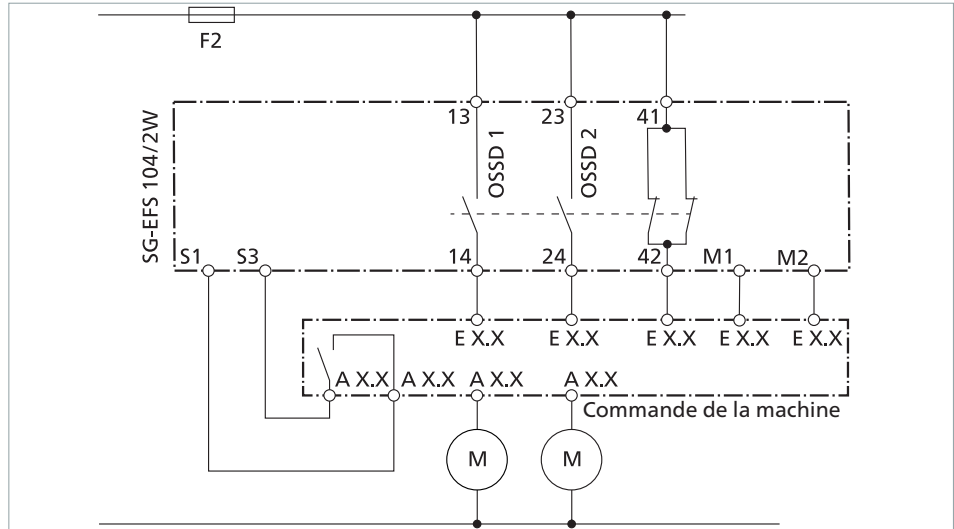 F2
SG-EFS 104/2W
13 23 41
OSSD 1
OSSD 2
S1 S3 14 24 42 M1 M2
E X.X E X.X E X.X E X.X E X.X
A X.X A X.X A X.X A X.X
Commande de la machine
M M